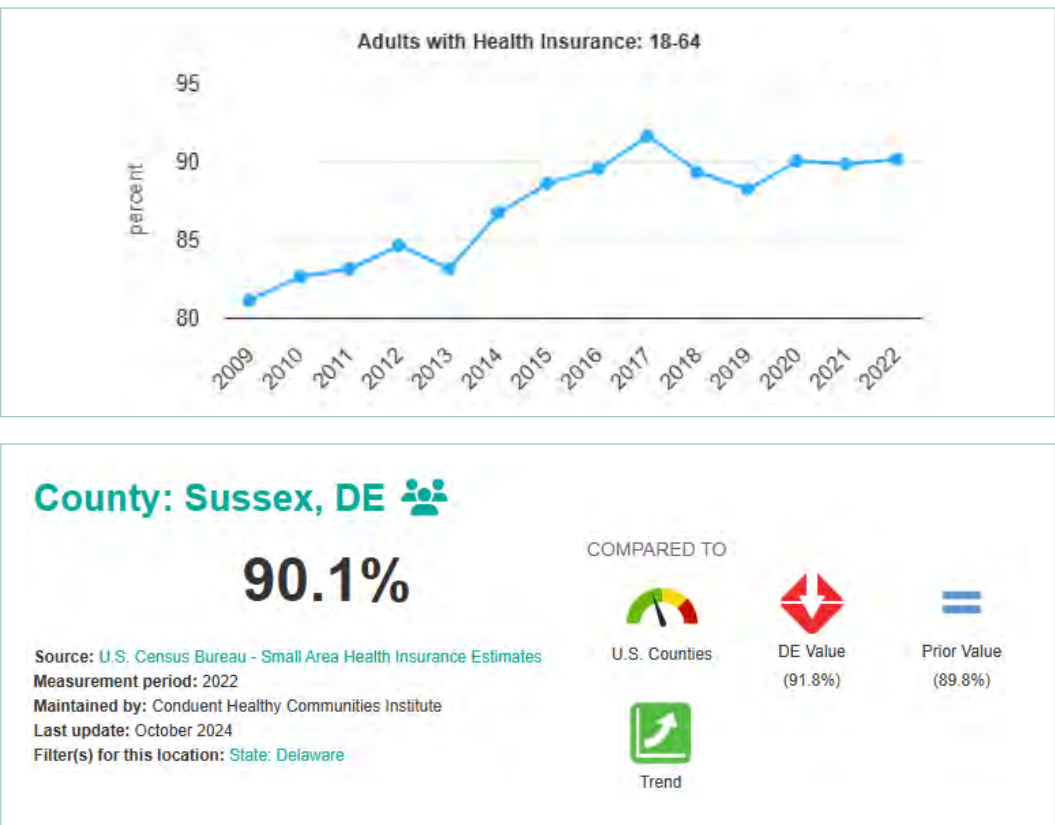 Adults with Health Insurance: 18-64
95
90
85
80
percent
2009 2010 2011 2012 2013 2014 2015 2016 2017 2018 2019 2020 2021 2022
County: Sussex, DE
90.1%
Source: U.S. Census Bureau - Small Area Health Insurance Estimates
Measurement period: 2022
Maintained by: Conduent Healthy Communities Institute
Last update: October 2024
Filter(s) for this location: State: Delaware
COMPARED TO
U.S. Counties
DE Value
(91.8%)
Prior Value
(89.8%)
Trend